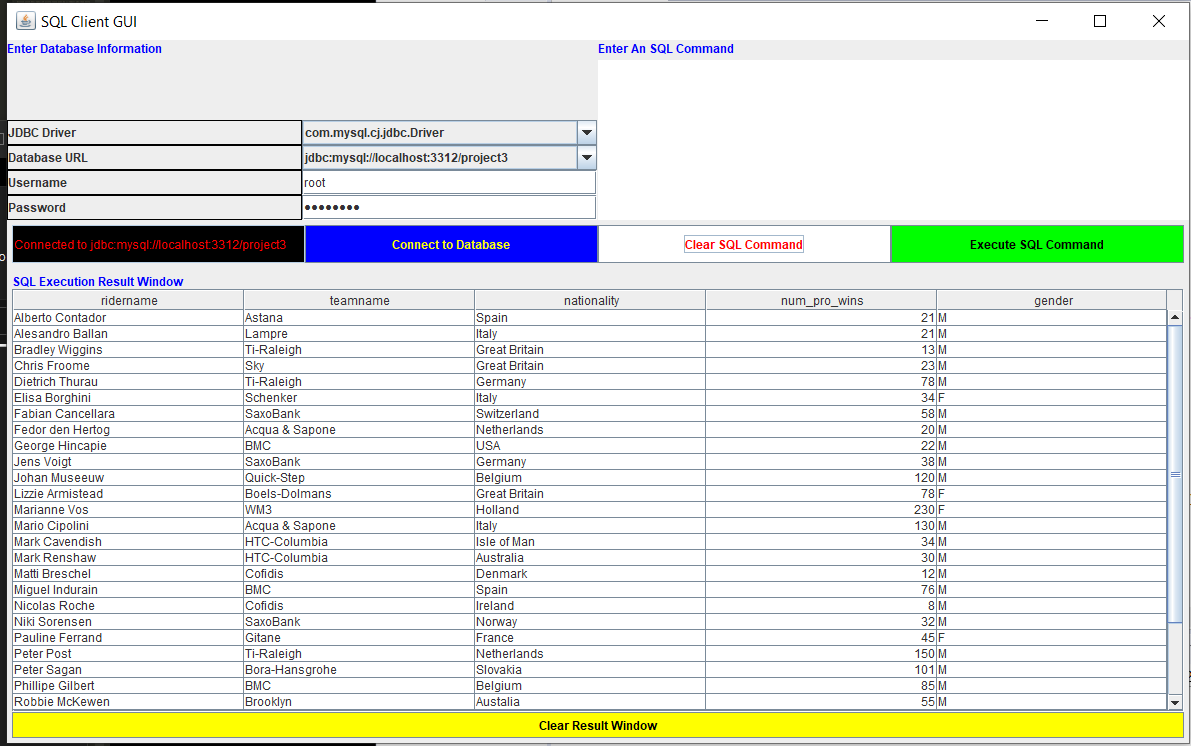 SQL Client GUI
Enter Database Information
Enter An SQL Command
JDBC Driver com.mysql.cj.jdbc.Driver
Database URL jdbc:mysql://localhost:3312/project3
Username root
Password ●●●●●●●●
Connected to jdbc:mysql://localhost:3312/project3 Connect to Database Clear SQL Command Execute SQL Command
SQL Execution Result Window
ridername teamname nationality num_pro_wins gender
Alberto Contador Astana Spain 21 M
Alesandro Ballan Lampre Italy 21 M
Bradley Wiggins Ti-Raleigh Great Britain 13 M
Chris Froome Sky Great Britain 23 M
Dietrich Thurau Ti-Raleigh Germany 78 M
Elisa Borghini Schenker Italy 34 F
Fabian Cancellara SaxoBank Switzerland 58 M
Fedor den Hertog Acqua & Sapone Netherlands 20 M
George Hincapie BMC USA 22 M
Jens Voigt SaxoBank Germany 38 M
Johan Museeuw Quick-Step Belgium 120 M
Lizzie Armistead Boels-Dolmans Great Britain 78 F
Marianne Vos WM3 Holland 230 F
Mario Cipolini Acqua & Sapone Italy 130 M
Mark Cavendish HTC-Columbia Isle of Man 34 M
Mark Renshaw HTC-Columbia Australia 30 M
Matti Breschel Cofidis Denmark 12 M
Miguel Indurain BMC Spain 76 M
Nicolas Roche Cofidis Ireland 8 M
Niki Sorensen SaxoBank Norway 32 M
Pauline Ferrand Gitane France 45 F
Peter Post Ti-Raleigh Netherlands 150 M
Peter Sagan Bora-Hansgrohe Slovakia 101 M
Phillipe Gilbert BMC Belgium 85 M
Robbie McKewen Brooklyn Austalia 55 M
Clear Result Window